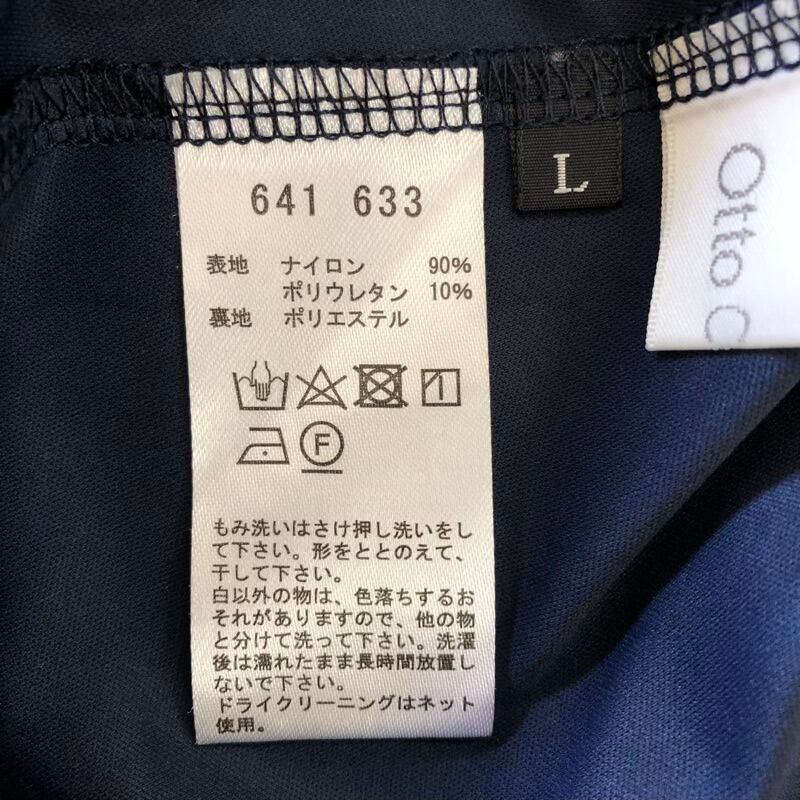 641 633
表地 ナイロン 90%
ポリウレタン 10%
裏地 ポリエステル
F
もみ洗いはさけ押し洗いをし
て下さい。形をととのえて、
干して下さい。
白以外の物は、色落ちするお
それがありますので、他の物
と分けて洗って下さい。洗濯
後は濡れたまま長時間放置し
ないで下さい。
ドライクリーニングはネット
使用。
L
Otto C